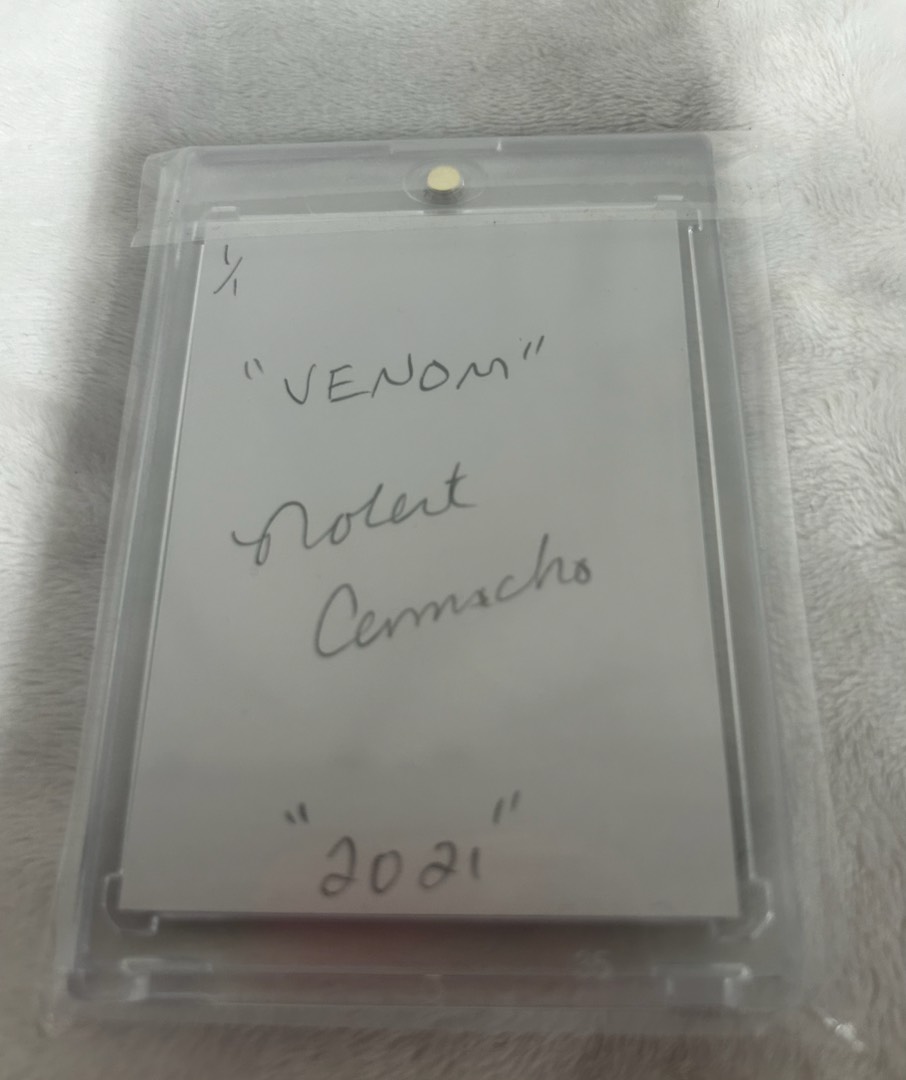 1/1
"VENOM"
Robert
Camacho
"2021"